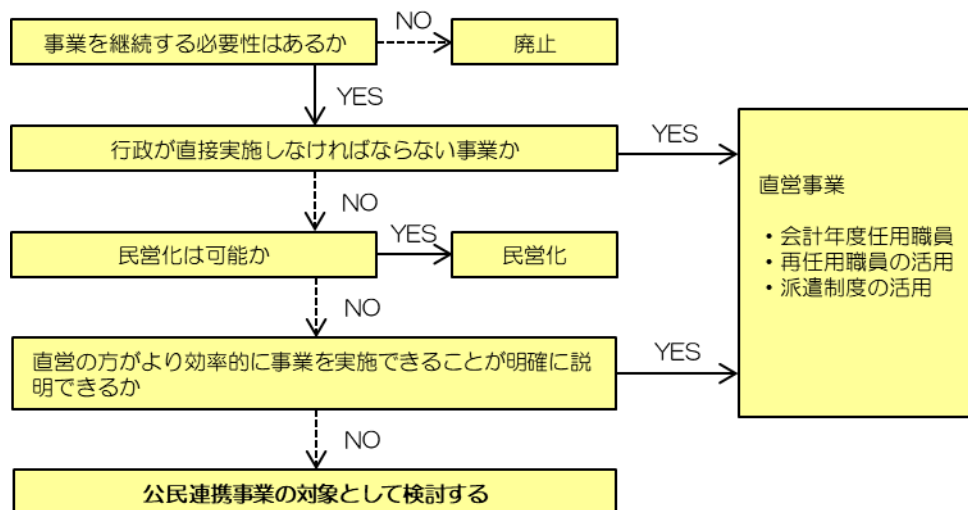 事業を継続する必要性はあるか
NO
廃止
YES
行政が直接実施しなければならない事業か
YES
直営事業
・会計年度任用職員
・再任用職員の活用
・派遣制度の活用
NO
民営化は可能か
YES
民営化
NO
直営の方がより効率的に事業を実施できることが明確に説
明できるか
YES
NO
公民連携事業の対象として検討する